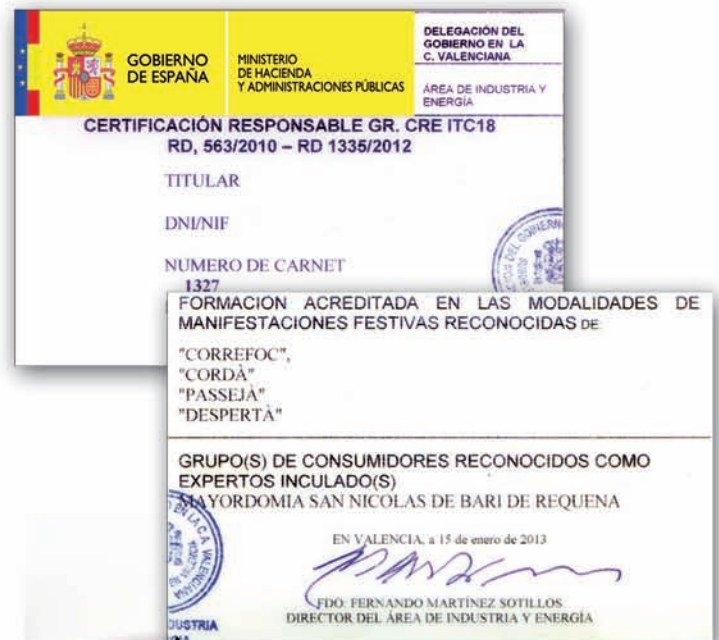 GOBIERNO
DE ESPAÑA
MINISTERIO
DE HACIENDA
Y ADMINISTRACIONES PÚBLICAS
DELEGACIÓN DEL
GOBIERNO EN LA
C. VALENCIANA
ÁREA DE INDUSTRIA Y
ENERGÍA
CERTIFICACIÓN RESPONSABLE GR. CRE ITC18
RD, 563/2010 – RD 1335/2012
TITULAR
DNI/NIF
NUMERO DE CARNET
1327
FORMACION ACREDITADA EN LAS MODALIDADES DE
MANIFESTACIONES FESTIVAS RECONOCIDAS DE
"CORREFOC",
"CORDÀ"
"PASSEJÀ"
"DESPERTÀ"
GRUPO(S) DE CONSUMIDORES RECONOCIDOS COMO
EXPERTOS INCULADO(S)
MAYORDOMIA SAN NICOLAS DE BARI DE REQUENA
EN VALENCIA, a 15 de enero de 2013
FDO: FERNANDO MARTÍNEZ SOTILLOS
DIRECTOR DEL ÁREA DE INDUSTRIA Y ENERGÍA